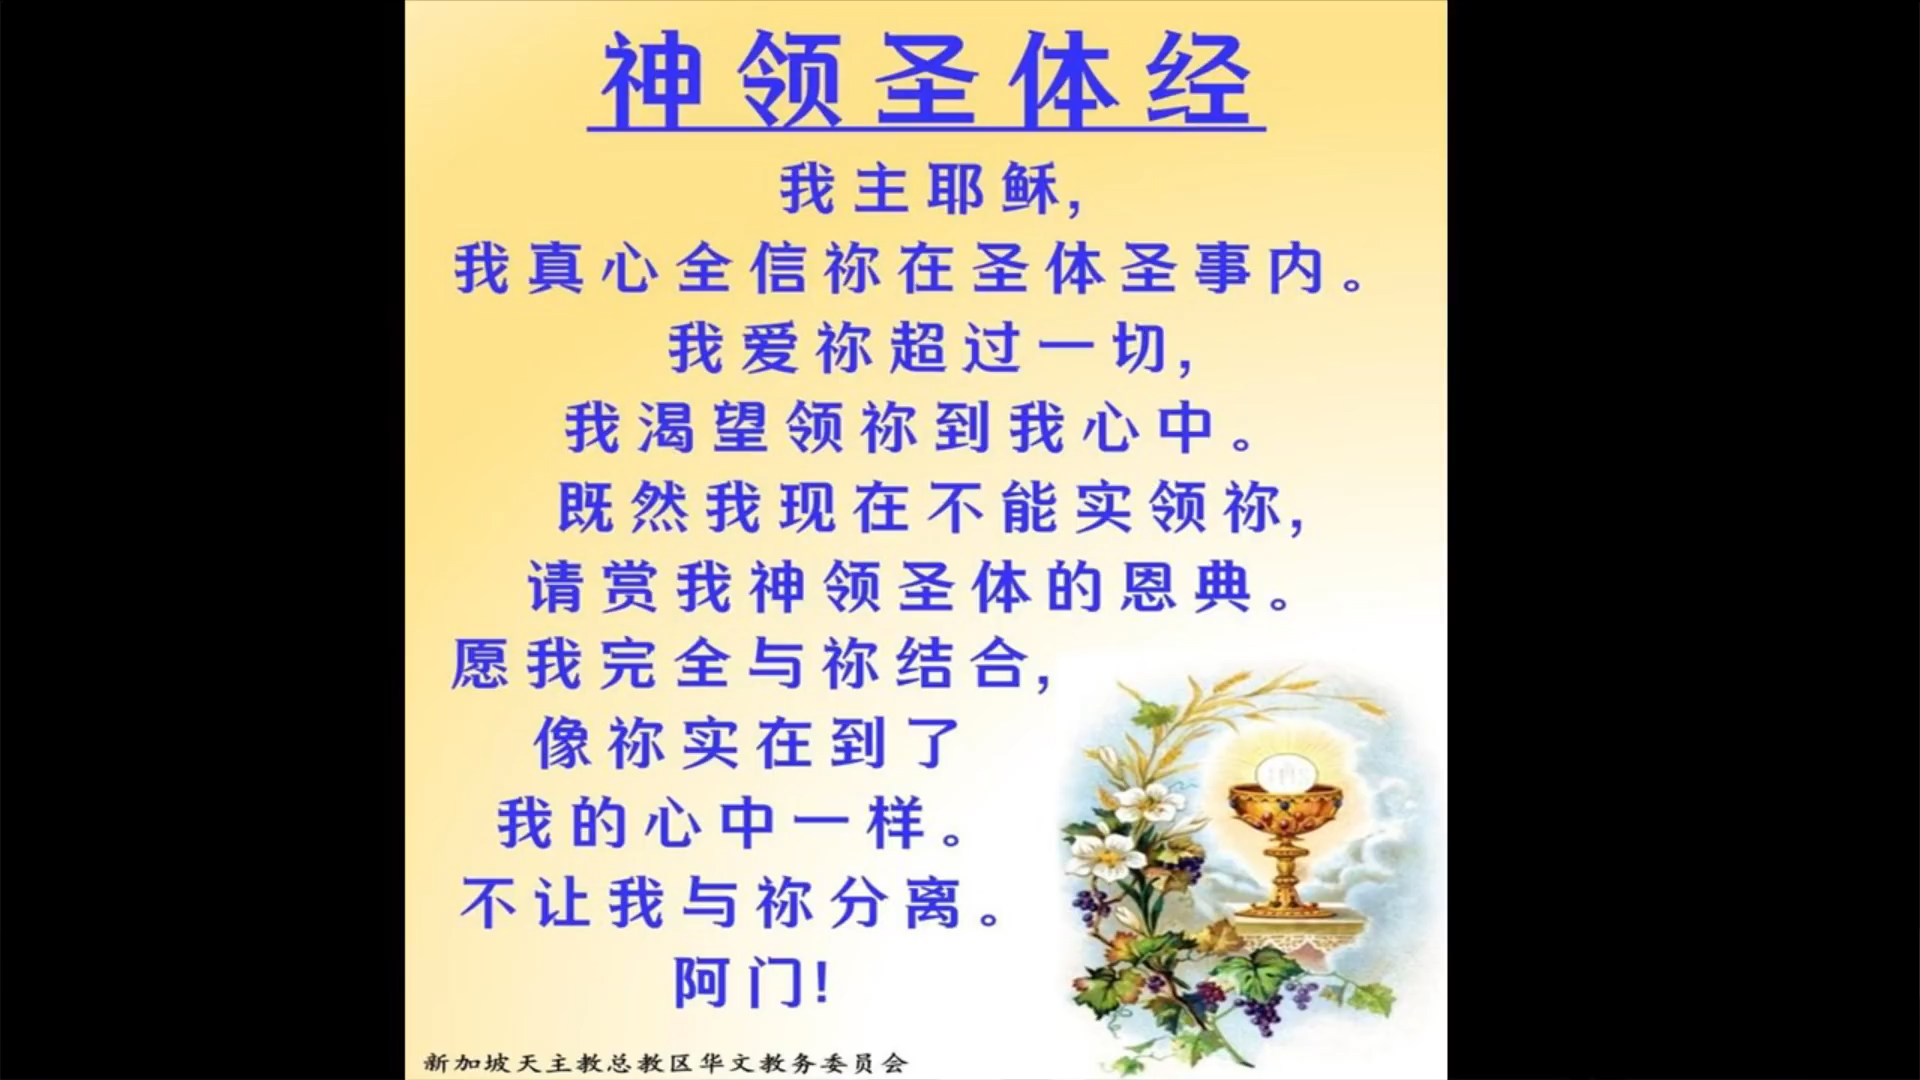 神领圣体经
我主耶稣,
我真心全信祢在圣体圣事内。
我爱祢超过一切,
我渴望领祢到我心中。
既然我现在不能实领祢,
请赏我神领圣体的恩典。
愿我完全与祢结合,
像祢实在到了
我的心中一样。
不让我与祢分离。
阿门!
IHS
新加坡天主教总教区华文教务委员会